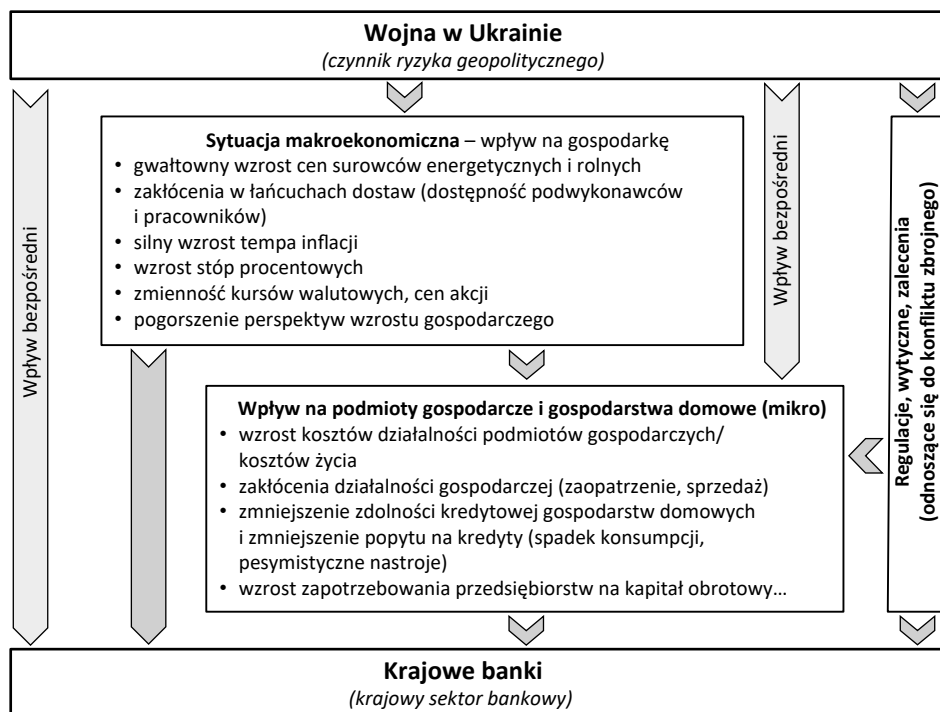 Wojna w Ukrainie
(czynnik ryzyka geopolitycznego)
Wpływ bezpośredni
Sytuacja makroekonomiczna – wpływ na gospodarkę
• gwałtowny wzrost cen surowców energetycznych i rolnych
• zakłócenia w łańcuchach dostaw (dostępność podwykonawców
i pracowników)
• silny wzrost tempa inflacji
• wzrost stóp procentowych
• zmienność kursów walutowych, cen akcji
• pogorszenie perspektyw wzrostu gospodarczego
Wpływ bezpośredni
Regulacje, wytyczne, zalecenia
(odnoszące się do konfliktu zbrojnego)
Wpływ na podmioty gospodarcze i gospodarstwa domowe (mikro)
• wzrost kosztów działalności podmiotów gospodarczych/
kosztów życia
• zakłócenia działalności gospodarczej (zaopatrzenie, sprzedaż)
• zmniejszenie zdolności kredytowej gospodarstw domowych
i zmniejszenie popytu na kredyty (spadek konsumpcji,
pesymistyczne nastroje)
• wzrost zapotrzebowania przedsiębiorstw na kapitał obrotowy…
Krajowe banki
(krajowy sektor bankowy)